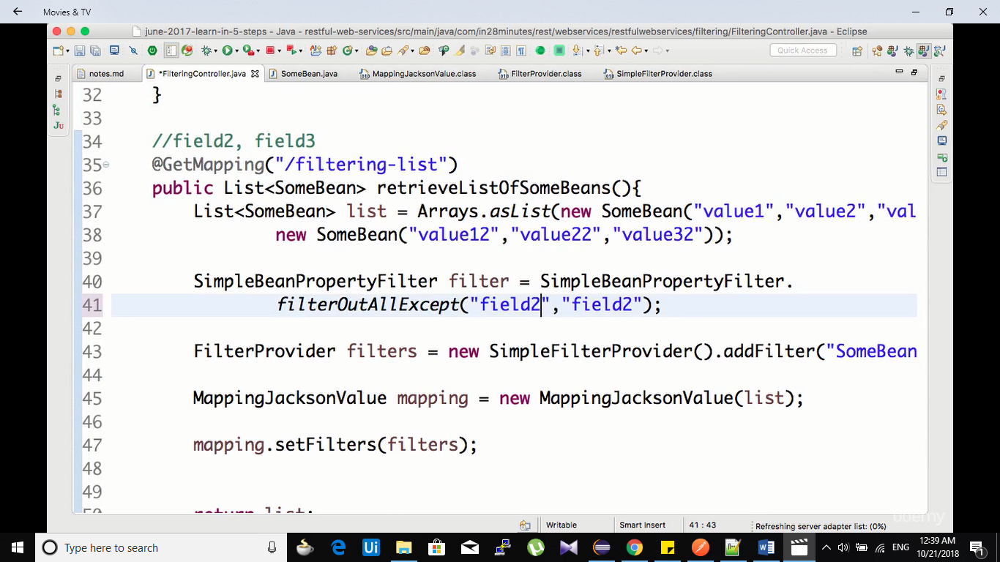 Movies & TV
june-2017-learn-in-5-steps - Java - restful-web-services/src/main/java/com/in28minutes/rest/webservices/restfulwebservices/filtering/FilteringController.java - Eclipse
Quick Access
notes.md *FilteringController.java SomeBean.java MappingJacksonValue.class FilterProvider.class SimpleFilterProvider.class
32 }
33
34 //field2, field3
35 @GetMapping("/filtering-list")
36 public List<SomeBean> retrieveListOfSomeBeans(){
37 List<SomeBean> list = Arrays.asList(new SomeBean("value1","value2","val
38 new SomeBean("value12","value22","value32"));
39
40 SimpleBeanPropertyFilter filter = SimpleBeanPropertyFilter.
41 filterOutAllExcept("field2","field2");
42
43 FilterProvider filters = new SimpleFilterProvider().addFilter("SomeBean
44
45 MappingJacksonValue mapping = new MappingJacksonValue(list);
46
47 mapping.setFilters(filters);
48
49
50 return list;
udemy
Writable Smart Insert 41 : 43 Refreshing server adapter list: (0%)
Type here to search Ui ENG 12:39 AM
10/21/2018 1